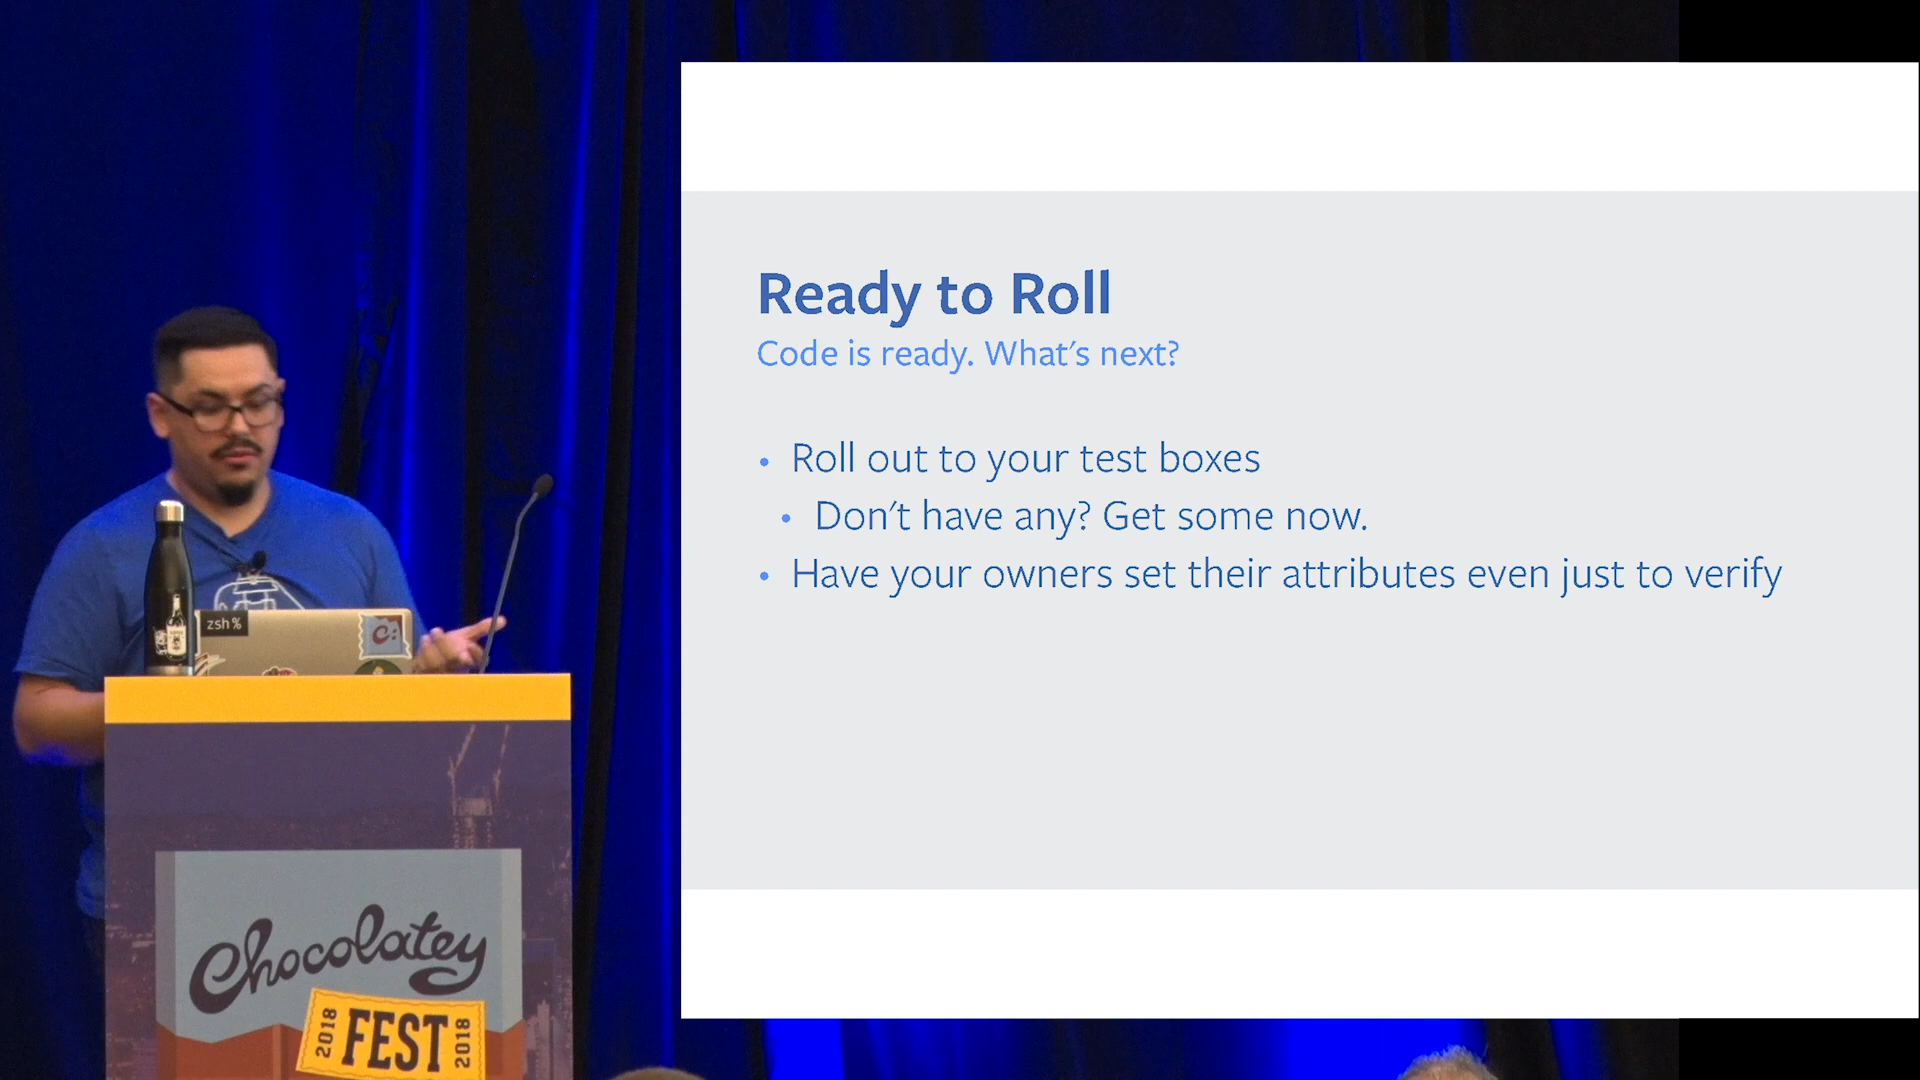 Ready to Roll
Code is ready. What's next?
• Roll out to your test boxes
• Don't have any? Get some now.
• Have your owners set their attributes even just to verify
zsh%
C:
Chocolatey
2018 FEST 2018